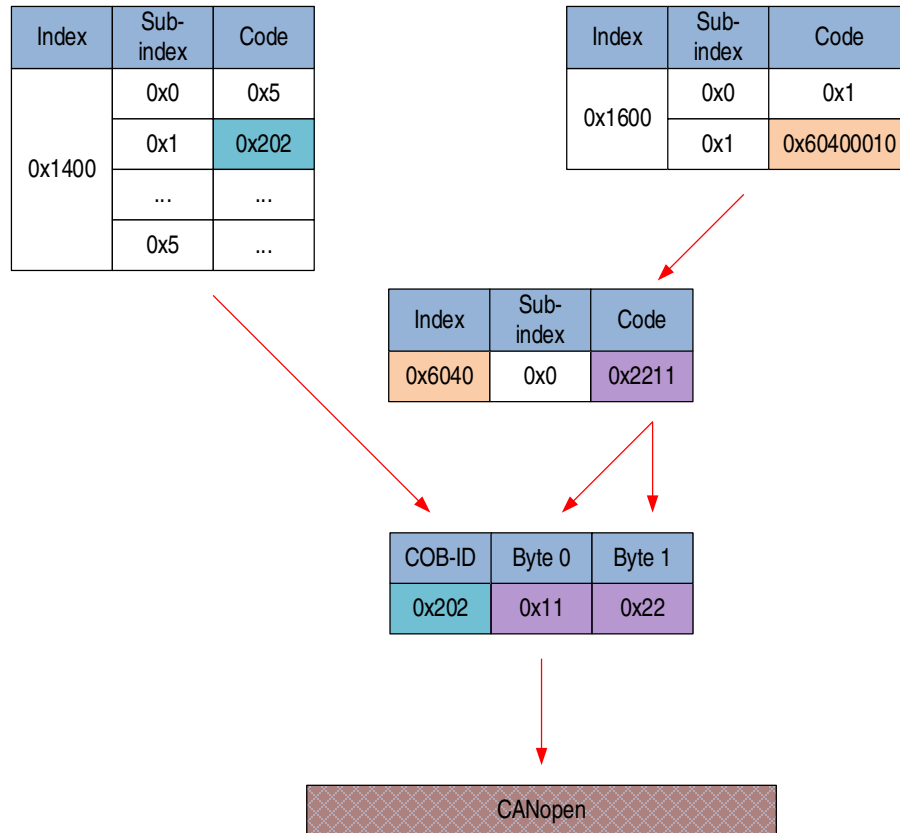 Index Sub-index Code
0x1400 0x0 0x5
0x1 0x202
... ...
0x5 ...
Index Sub-index Code
0x1600 0x0 0x1
0x1 0x60400010
Index Sub-index Code
0x6040 0x0 0x2211
COB-ID Byte 0 Byte 1
0x202 0x11 0x22
CANopen